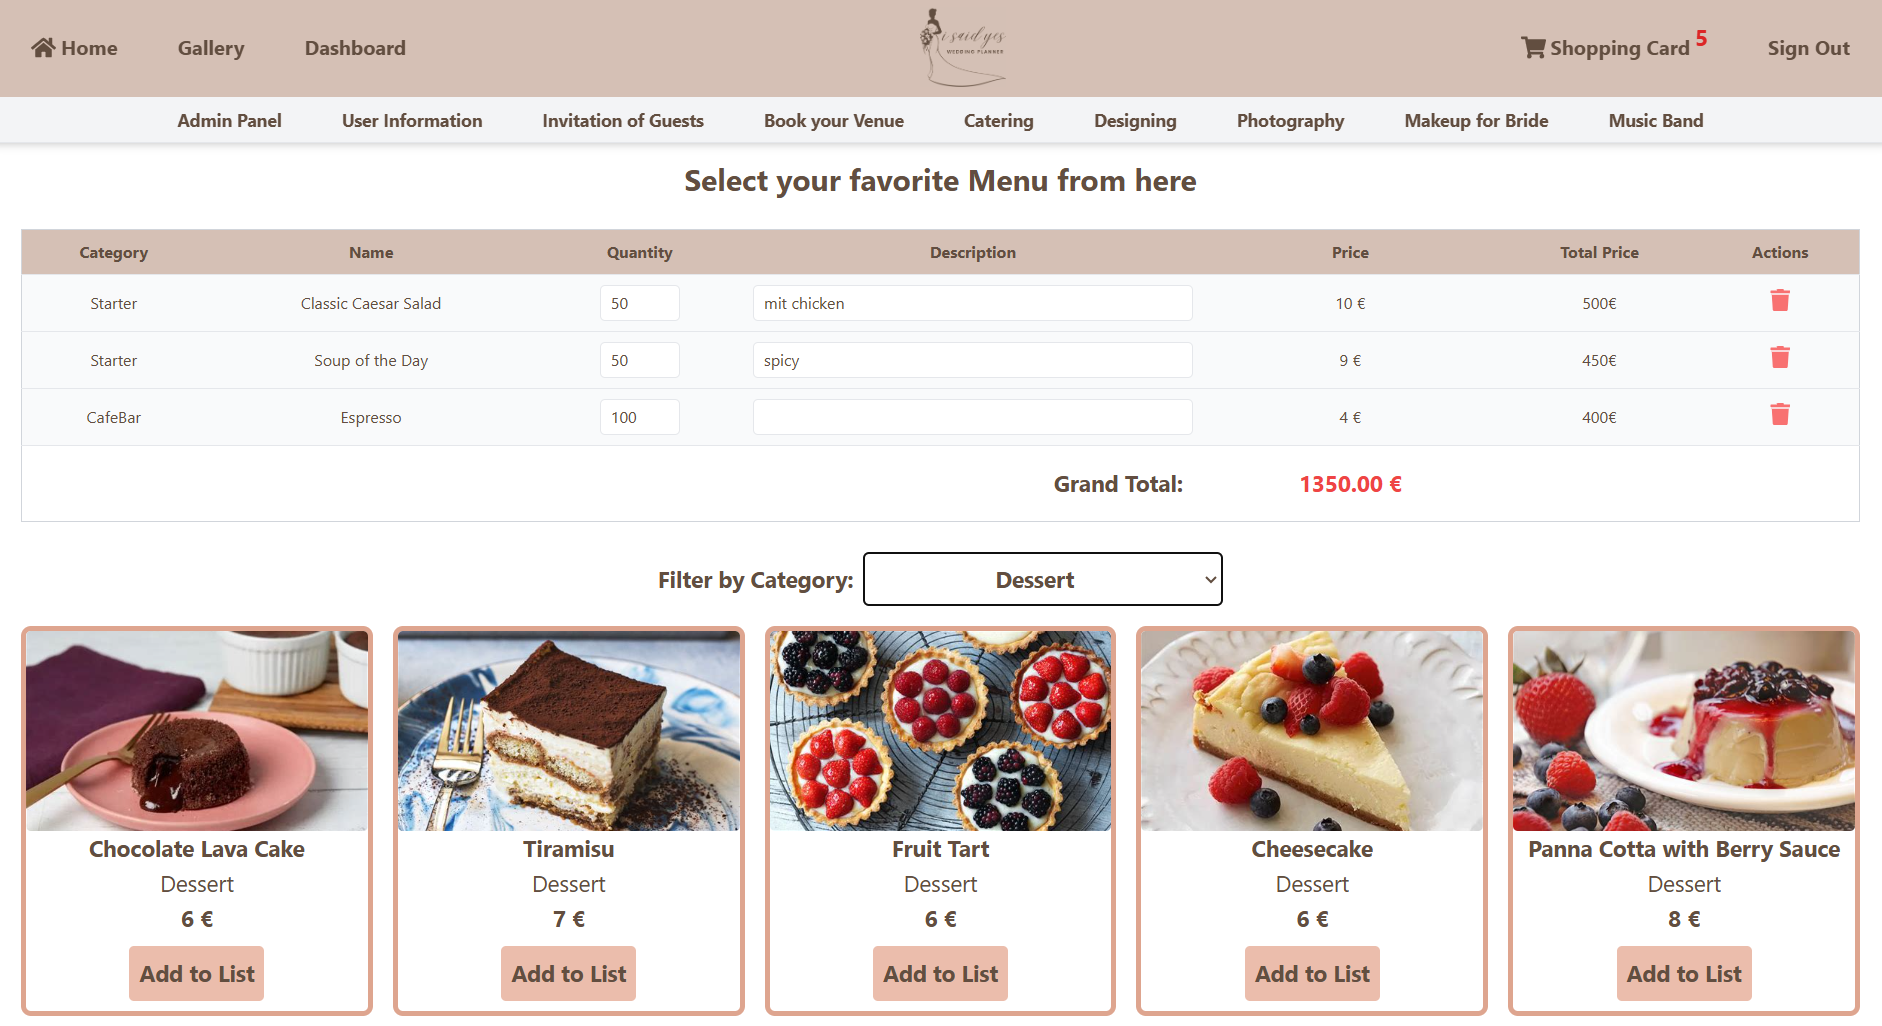 Home Gallery Dashboard i said yes WEDDING PLANNER Shopping Card 5 Sign Out
Admin Panel User Information Invitation of Guests Book your Venue Catering Designing Photography Makeup for Bride Music Band
Select your favorite Menu from here
Category Name Quantity Description Price Total Price Actions
Starter Classic Caesar Salad 50 mit chicken 10 € 500€
Starter Soup of the Day 50 spicy 9 € 450€
CafeBar Espresso 100 4 € 400€
Grand Total: 1350.00 €
Filter by Category: Dessert
Chocolate Lava Cake Tiramisu Fruit Tart Cheesecake Panna Cotta with Berry Sauce
Dessert Dessert Dessert Dessert Dessert
6 € 7 € 6 € 6 € 8 €
Add to List Add to List Add to List Add to List Add to List